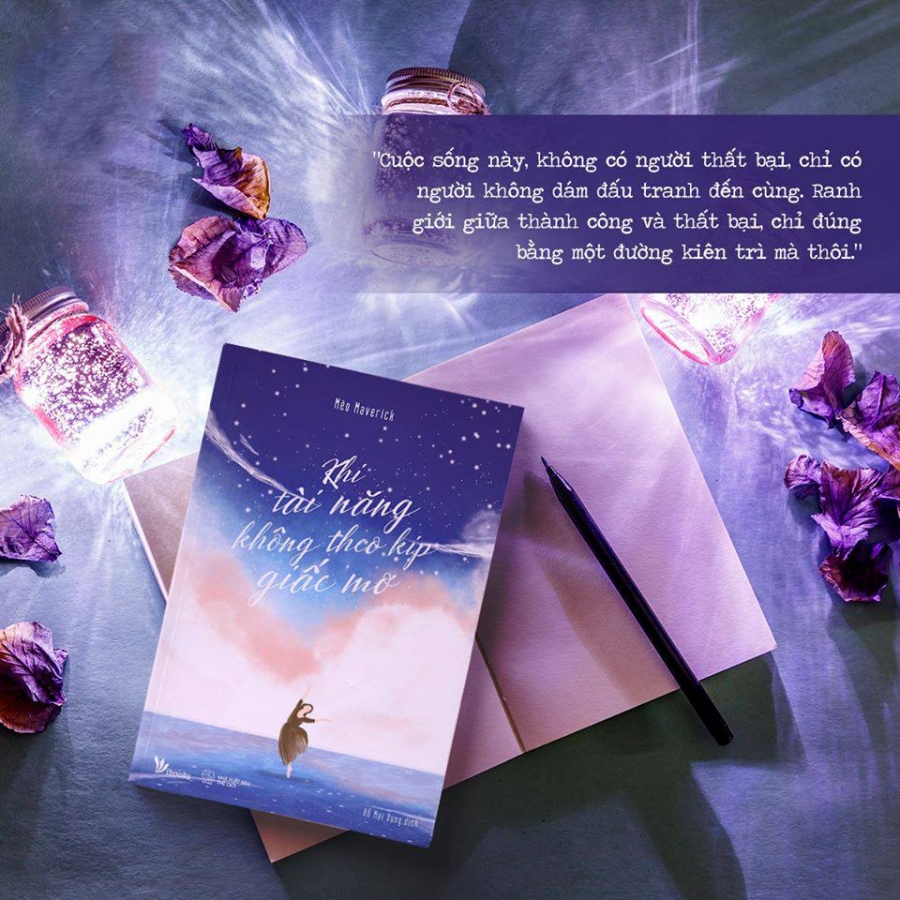 "Cuộc sống này, không có người thất bại, chỉ có
người không dám đấu tranh đến cùng. Ranh
giới giữa thành công và thất bại, chỉ đúng
bằng một đường kiên trì mà thôi."
Mèo Maverick
Khi
tài năng
không theo kịp
giấc mơ
Đỗ Mai Dung dịch